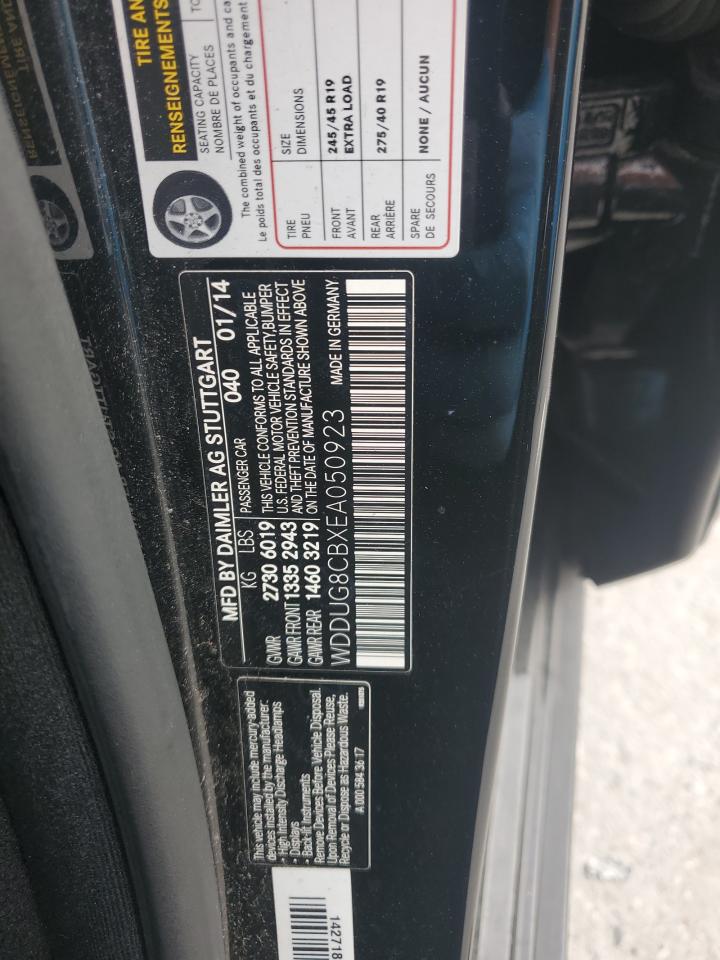 TIRE AN
RENSEIGNEMENTS
SEATING CAPACITY
NOMBRE DE PLACES
TO
The combined weight of occupants and ca
Le poids total des occupants et du chargement
TIRE
PNEU
SIZE
DIMENSIONS
FRONT
AVANT
245/45 R19
EXTRA LOAD
REAR
ARRIÈRE
275/40 R19
SPARE
DE SECOURS
NONE / AUCUN
MFD BY DAIMLER AG STUTTGART
KG LBS PASSENGER CAR 040 01/14
GVWR 2730 6019
GAWR FRONT 1335 2943
GAWR REAR 1460 3219
THIS VEHICLE CONFORMS TO ALL APPLICABLE
U.S. FEDERAL MOTOR VEHICLE SAFETY,BUMPER
AND THEFT PREVENTION STANDARDS IN EFFECT
ON THE DATE OF MANUFACTURE SHOWN ABOVE
WDDUG8CBXEA050923 MADE IN GERMANY
This vehicle may include mercury-added
devices installed by the manufacturer:
• High Intensity Discharge Headlamps
• Displays
• Back-lit Instruments
Remove Devices Before Vehicle Disposal.
Upon Removal of Devices Please Reuse,
Recycle or Dispose as Hazardous Waste.
A 000 584 36 17
142718